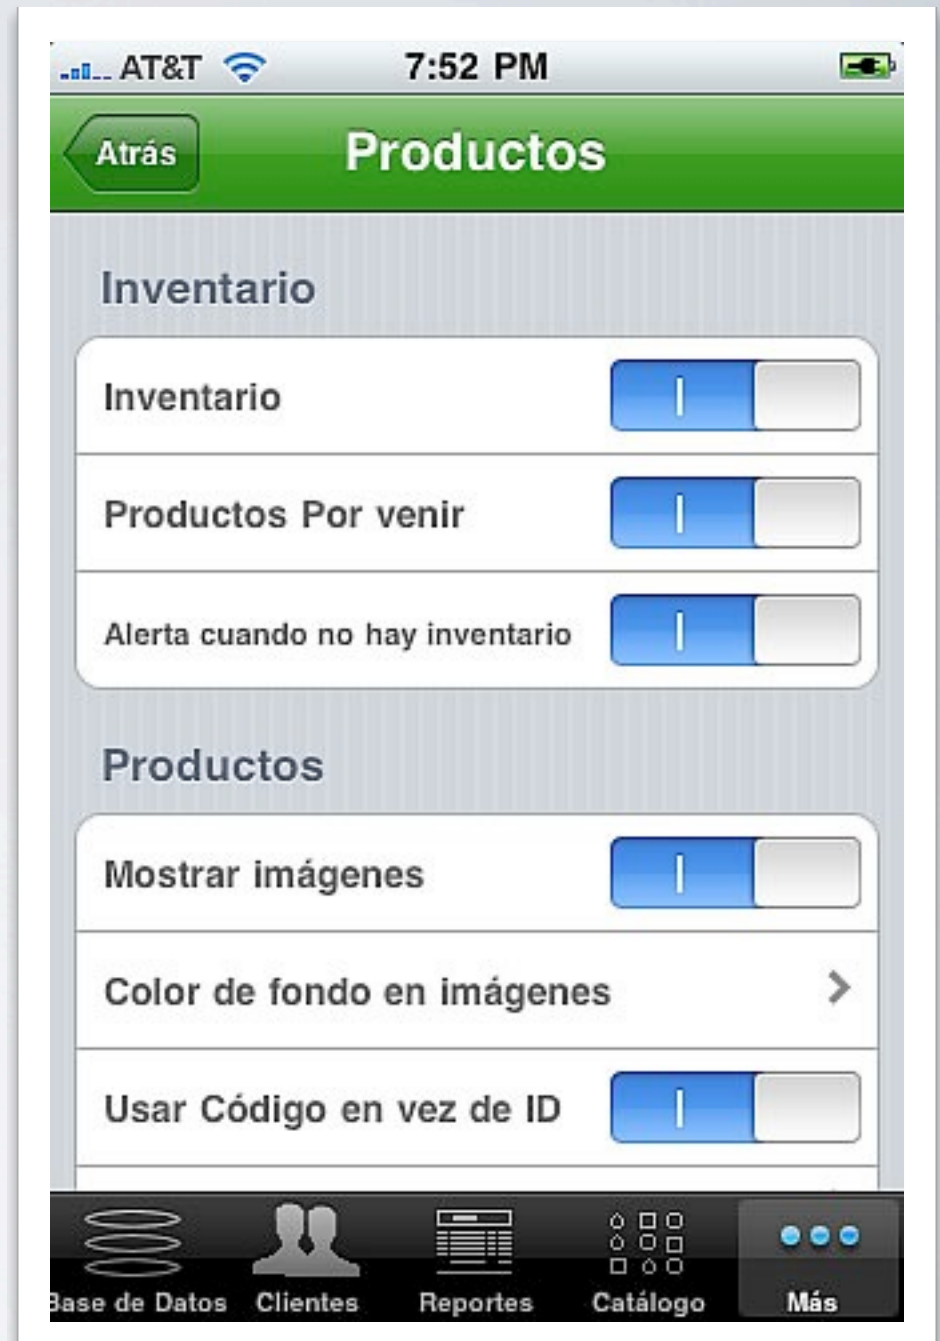 AT&T 7:52 PM
Atrás Productos
Inventario
Inventario
Productos Por venir
Alerta cuando no hay inventario
Productos
Mostrar imágenes
Color de fondo en imágenes
Usar Código en vez de ID
Base de Datos Clientes Reportes Catálogo Más